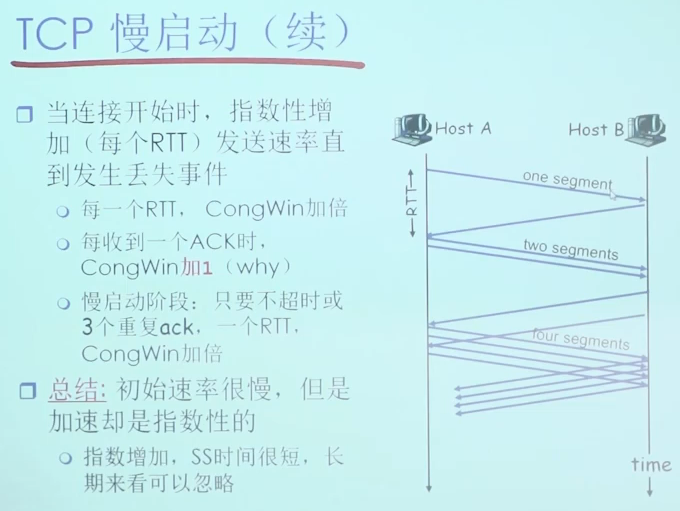 TCP 慢启动（续）
当连接开始时，指数性增
加（每个RTT）发送速率直
到发生丢失事件
每一个RTT， CongWin加倍
每收到一个ACK时，
CongWin加1（why）
慢启动阶段：只要不超时或
3个重复ack，一个RTT，
CongWin加倍
总结: 初始速率很慢，但是
加速却是指数性的
指数增加，SS时间很短，长
期来看可以忽略
Host A
Host B
RTT
one segment
two segments
four segments
time